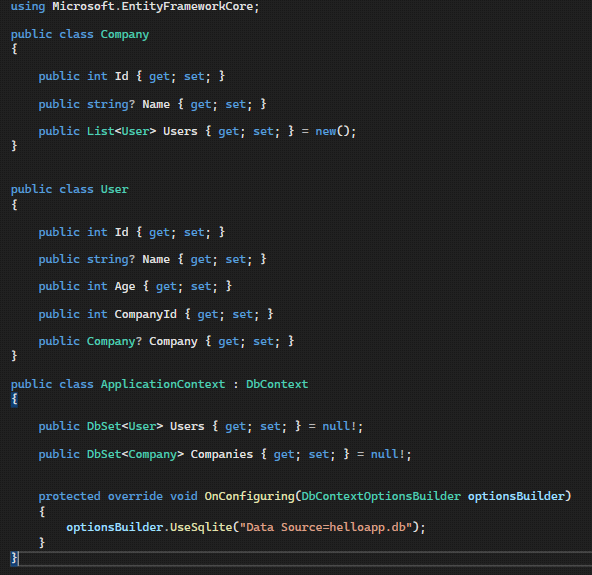 using Microsoft.EntityFrameworkCore;
public class Company
{
public int Id { get; set; }
public string? Name { get; set; }
public List<User> Users { get; set; } = new();
}
public class User
{
public int Id { get; set; }
public string? Name { get; set; }
public int Age { get; set; }
public int CompanyId { get; set; }
public Company? Company { get; set; }
}
public class ApplicationContext : DbContext
{
public DbSet<User> Users { get; set; } = null!;
public DbSet<Company> Companies { get; set; } = null!;
protected override void OnConfiguring(DbContextOptionsBuilder optionsBuilder)
{
optionsBuilder.UseSqlite("Data Source=helloapp.db");
}
}